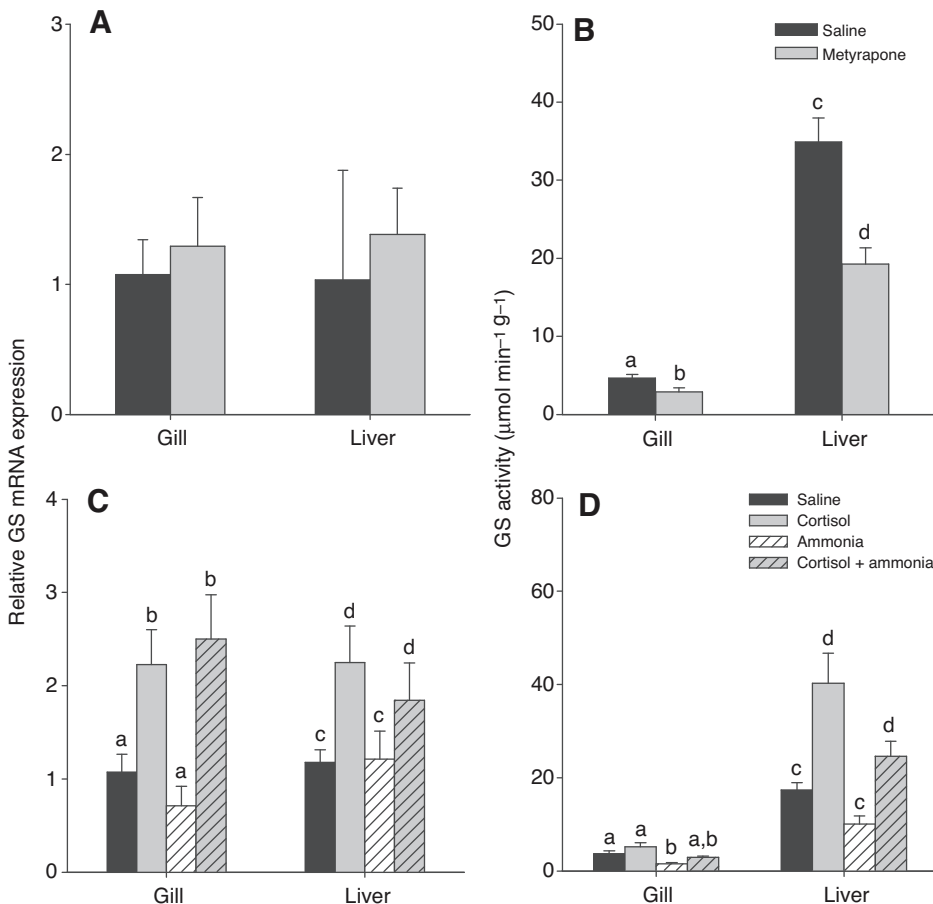 A
3
2
1
0
Gill
Liver
B
Saline
Metyrapone
50
40
30
20
10
0
a
b
c
d
Gill
Liver
Relative GS mRNA expression
GS activity (µmol min–1 g–1)
C
4
3
2
1
0
a
b
a
b
c
d
c
d
Gill
Liver
D
Saline
Cortisol
Ammonia
Cortisol + ammonia
80
60
40
20
0
a
a
b
a,b
c
d
c
d
Gill
Liver